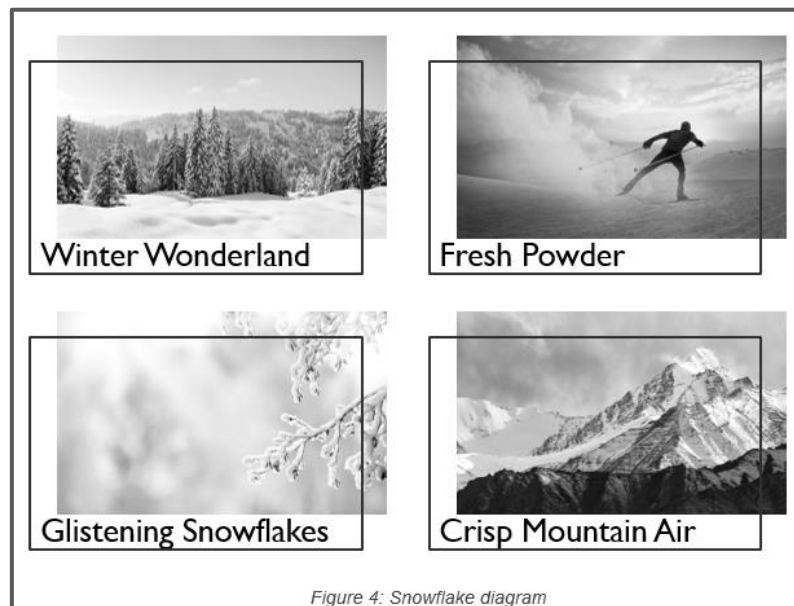 Winter Wonderland
Fresh Powder
Glistening Snowflakes
Crisp Mountain Air
Figure 4: Snowflake diagram